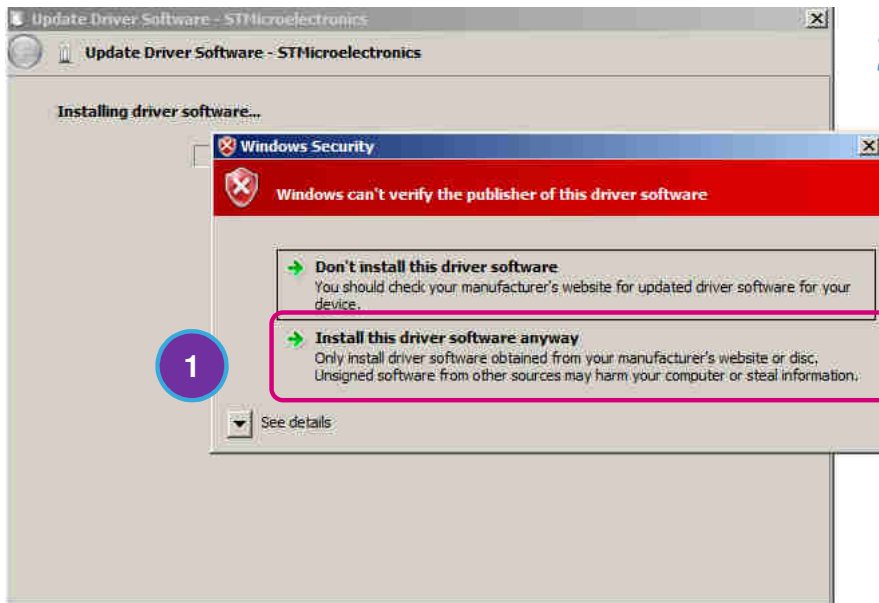 Update Driver Software - STMicroelectronics
Update Driver Software - STMicroelectronics
Installing driver software...
Windows Security
Windows can't verify the publisher of this driver software
Don't install this driver software
You should check your manufacturer's website for updated driver software for your
device.
1
Install this driver software anyway
Only install driver software obtained from your manufacturer's website or disc.
Unsigned software from other sources may harm your computer or steal information.
See details